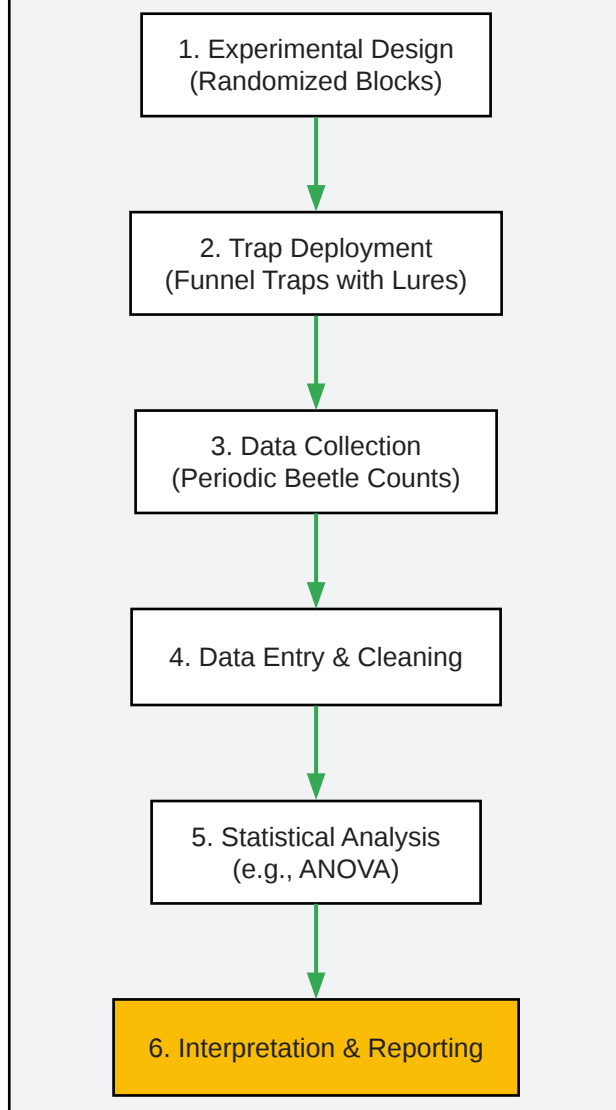 1. Experimental Design
(Randomized Blocks)
2. Trap Deployment
(Funnel Traps with Lures)
3. Data Collection
(Periodic Beetle Counts)
4. Data Entry & Cleaning
5. Statistical Analysis
(e.g., ANOVA)
6. Interpretation & Reporting